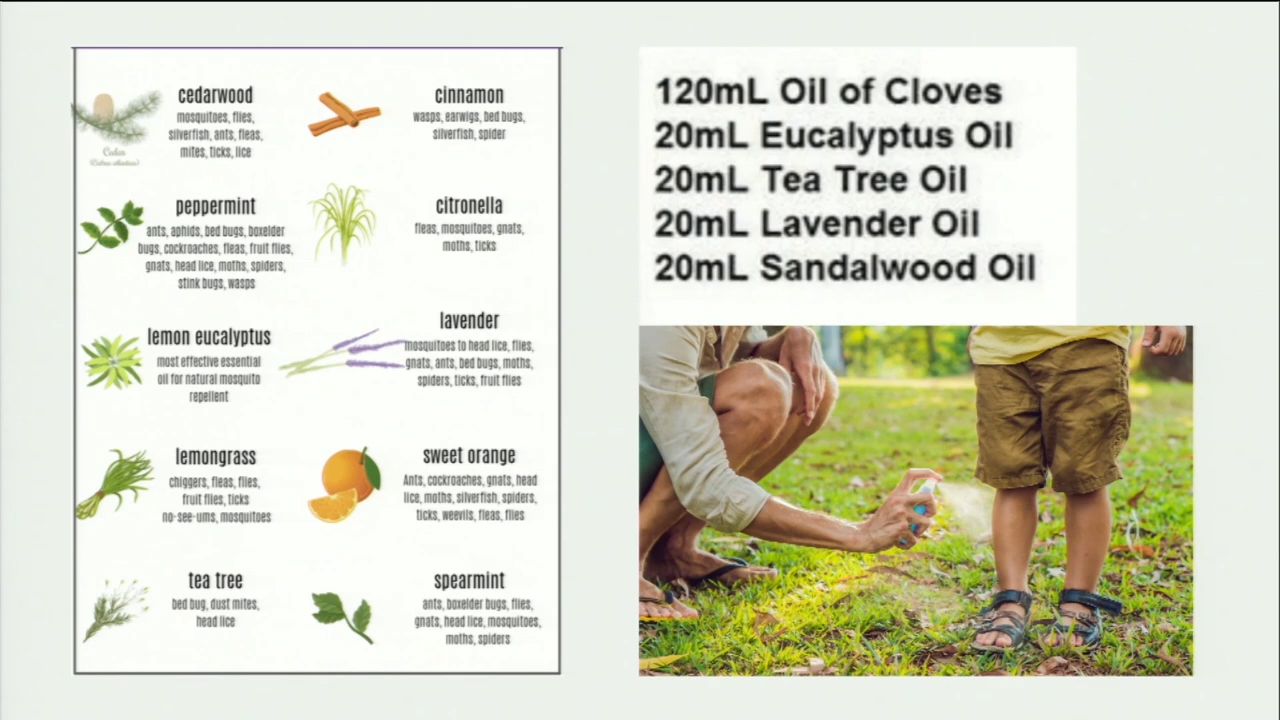 cedarwood
mosquitoes, flies,
silverfish, ants, fleas,
mites, ticks, lice
cinnamon
wasps, earwigs, bed bugs,
silverfish, spider
peppermint
ants, aphids, bed bugs, boxelder
bugs, cockroaches, fleas, fruit flies,
gnats, head lice, moths, spiders,
stink bugs, wasps
citronella
fleas, mosquitoes, gnats,
moths, ticks
lemon eucalyptus
most effective essential
oil for natural mosquito
repellent
lavender
mosquitoes to head lice, flies,
gnats, ants, bed bugs, moths,
spiders, ticks, fruit flies
lemongrass
chiggers, fleas, flies,
fruit flies, ticks
no-see-ums, mosquitoes
sweet orange
Ants, cockroaches, gnats, head
lice, moths, silverfish, spiders,
ticks, weevils, fleas, flies
tea tree
bed bug, dust mites,
head lice
spearmint
ants, boxelder bugs, flies,
gnats, head lice, mosquitoes,
moths, spiders
120mL Oil of Cloves
20mL Eucalyptus Oil
20mL Tea Tree Oil
20mL Lavender Oil
20mL Sandalwood Oil